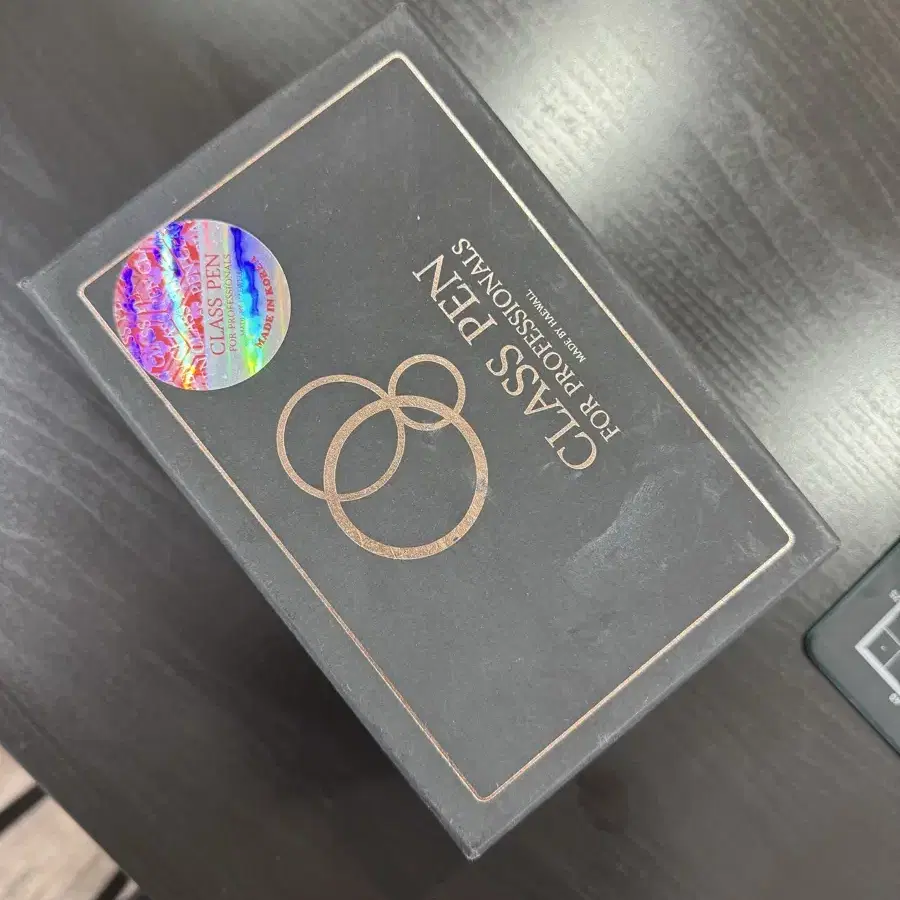 CLASS PEN
FOR PROFESSIONALS
MADE BY HAEWALL
CLASS PEN
FOR PROFESSIONALS
MADE IN KOREA